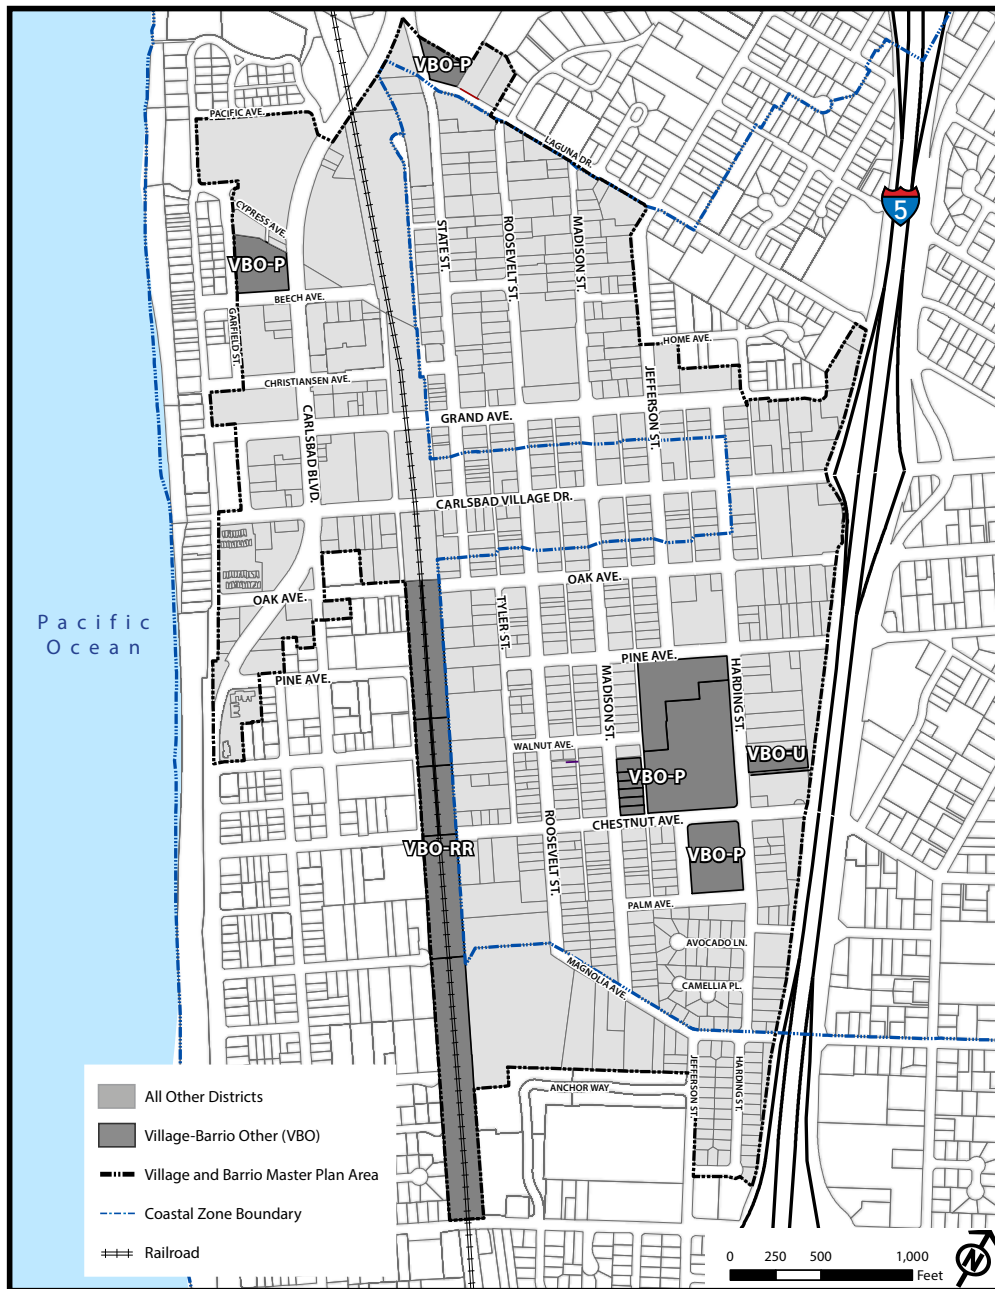 VBO-P
PACIFIC AVE.
LAGUNA DR.
5
CYPRESS AVE.
STATE ST.
ROOSEVELT ST.
MADISON ST.
VBO-P
BEECH AVE.
GARFIELD ST.
HOME AVE.
CHRISTIANSEN AVE.
JEFFERSON ST.
CARLSBAD BLVD.
GRAND AVE.
CARLSBAD VILLAGE DR.
OAK AVE.
OAK AVE.
TYLER ST.
Pacific
Ocean
PINE AVE.
PINE AVE.
MADISON ST.
HARDING ST.
WALNUT AVE.
VBO-U
VBO-P
ROOSEVELT ST.
CHESTNUT AVE.
VBO-RR
VBO-P
PALM AVE.
AVOCADO LN.
MAGNOLIA AVE.
CAMELLIA PL.
JEFFERSON ST.
HARDING ST.
ANCHOR WAY
All Other Districts
Village-Barrio Other (VBO)
Village and Barrio Master Plan Area
Coastal Zone Boundary
Railroad
0 250 500 1,000
Feet
N